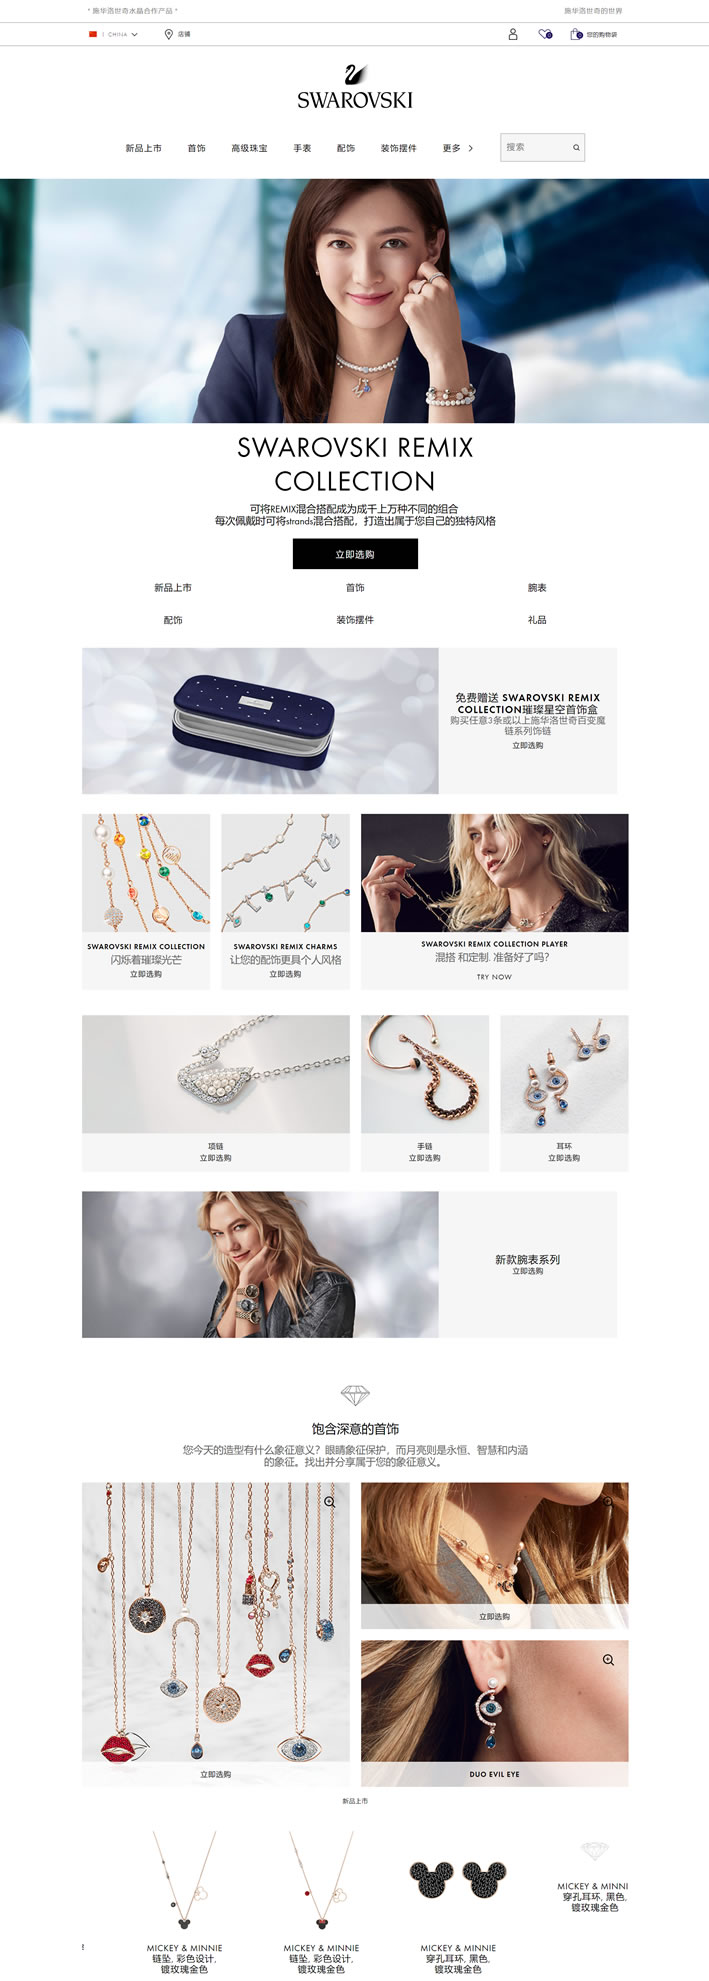 * 施华洛世奇水晶合作产品 *
施华洛世奇的世界
CHINA
店铺
0
0
您的购物袋
SWAROVSKI
新品上市
首饰
高级珠宝
手表
配饰
装饰摆件
更多
搜索
SWAROVSKI REMIX
COLLECTION
可将REMIX混合搭配成为成千上万种不同的组合
每次佩戴时可将strands混合搭配，打造出属于您自己的独特风格
立即选购
新品上市
首饰
腕表
配饰
装饰摆件
礼品
免费赠送 SWAROVSKI REMIX
COLLECTION璀璨星空首饰盒
购买任意3条或以上施华洛世奇百变魔
链系列饰链
立即选购
SWAROVSKI REMIX COLLECTION
闪烁着璀璨光芒
立即选购
SWAROVSKI REMIX CHARMS
让您的配饰更具个人风格
立即选购
SWAROVSKI REMIX COLLECTION PLAYER
混搭 和定制. 准备好了吗？
TRY NOW
项链
立即选购
手链
立即选购
耳环
立即选购
新款腕表系列
立即选购
饱含深意的首饰
您今天的造型有什么象征意义？眼睛象征保护，而月亮则是永恒、智慧和内涵
的象征。找出并分享属于您的象征意义。
立即选购
立即选购
DUO EVIL EYE
新品上市
MICKEY & MINNIE
链坠, 彩色设计,
镀玫瑰金色
MICKEY & MINNIE
链坠, 彩色设计,
镀玫瑰金色
MICKEY & MINNIE
穿孔耳环, 黑色,
镀玫瑰金色
MICKEY & MINNI
穿孔耳环, 黑色,
镀玫瑰金色